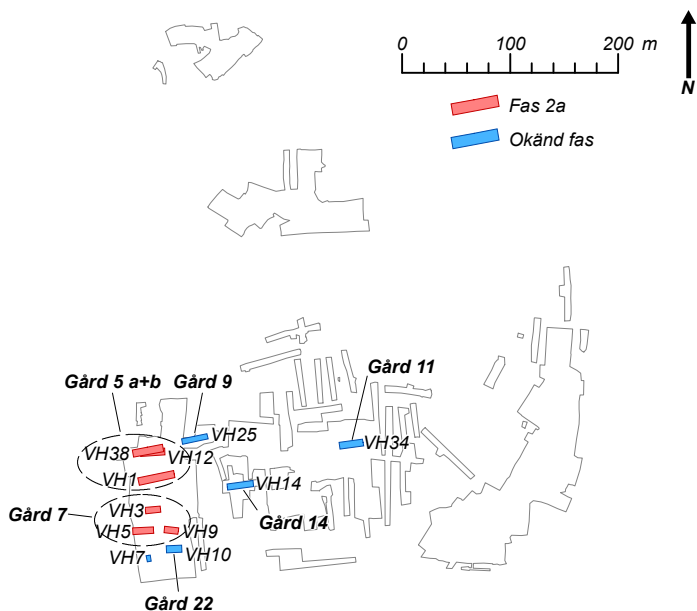 0 100 200 m
N
Fas 2a
Okänd fas
Gård 5 a+b
Gård 9
Gård 11
VH25
VH34
VH38
VH12
VH1
VH14
VH3
Gård 7
Gård 14
VH5
VH9
VH7
VH10
Gård 22